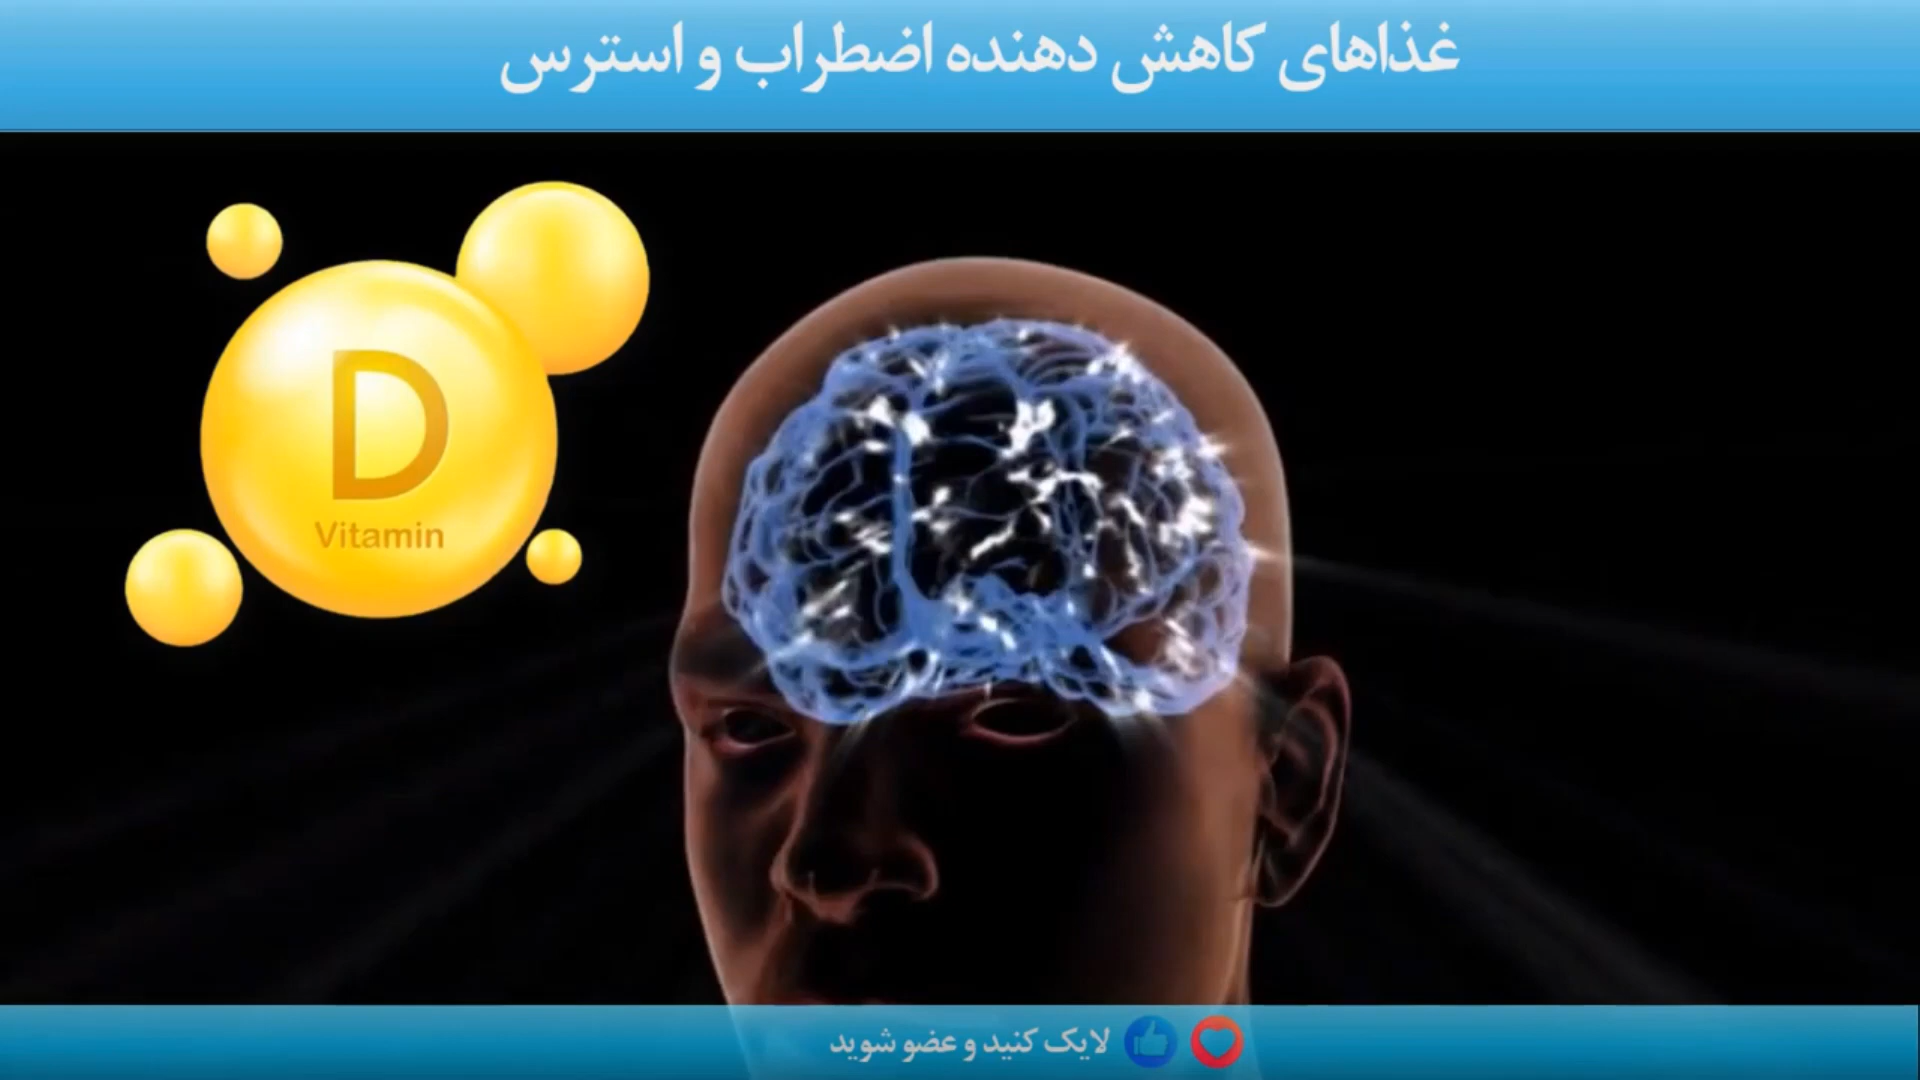 غذاهای کاهش دهنده اضطراب و استرس
D
Vitamin
لایک کنید و عضو شوید